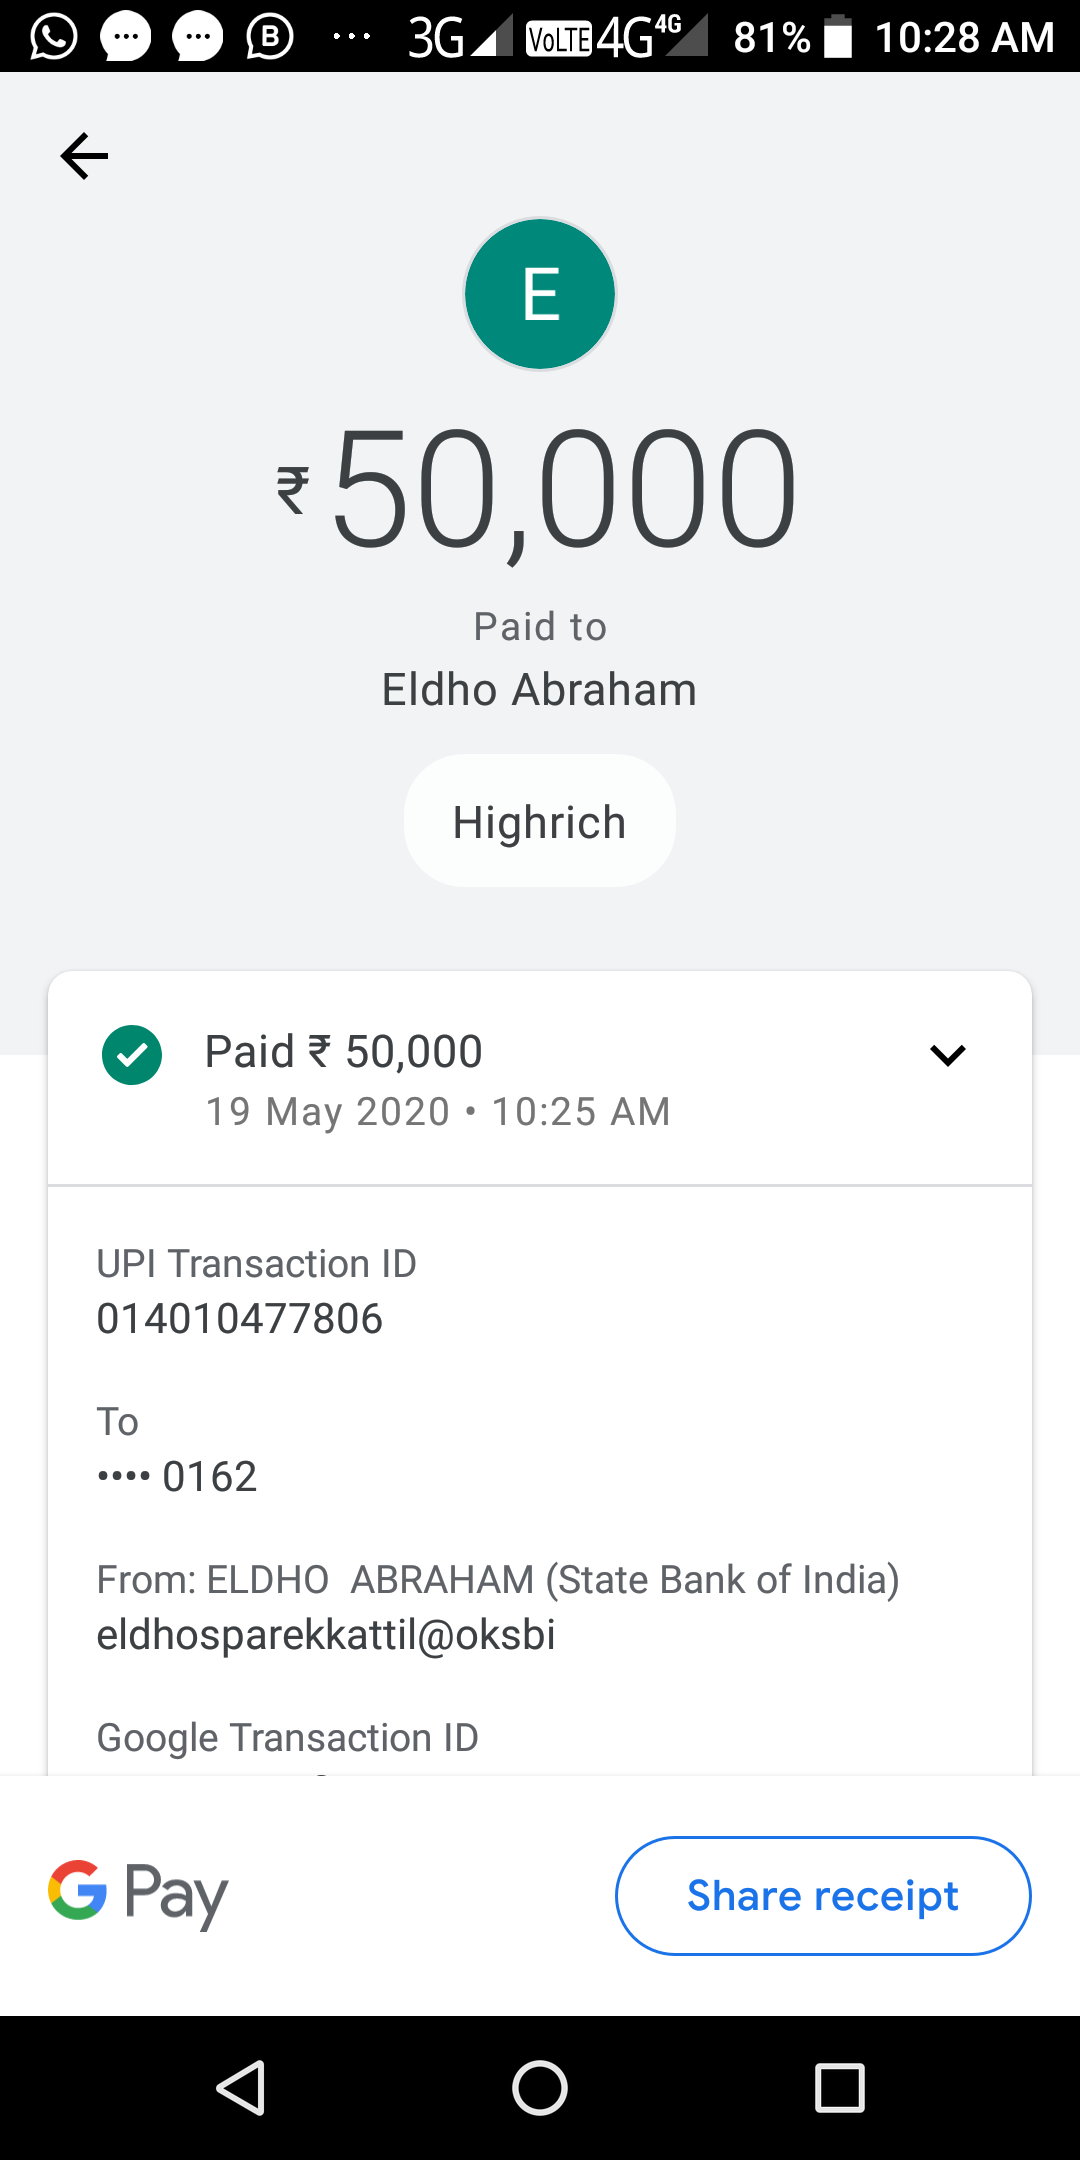 3G VoLTE 4G 4G 81% 10:28 AM
E
₹50,000
Paid to
Eldho Abraham
Highrich
Paid ₹ 50,000
19 May 2020 • 10:25 AM
UPI Transaction ID
014010477806
To
•••• 0162
From: ELDHO  ABRAHAM (State Bank of India)
eldhosparekkattil@oksbi
Google Transaction ID
G Pay
Share receipt